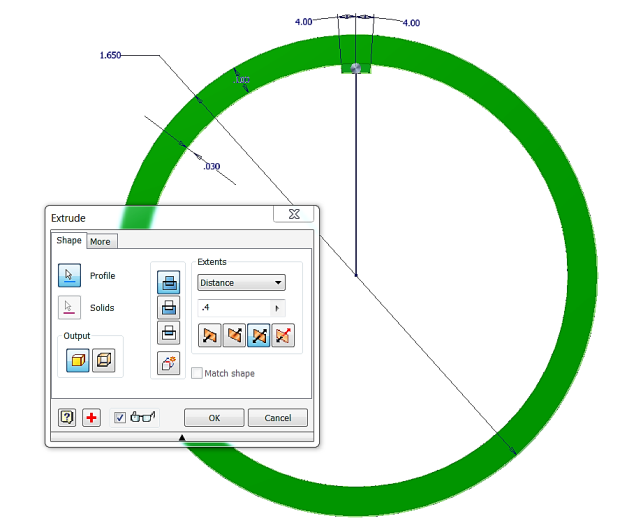 4.00
4.00
1.650
.030
Extrude
Shape
More
Extents
Profile
Distance
Solids
.4
Output
Match shape
OK
Cancel